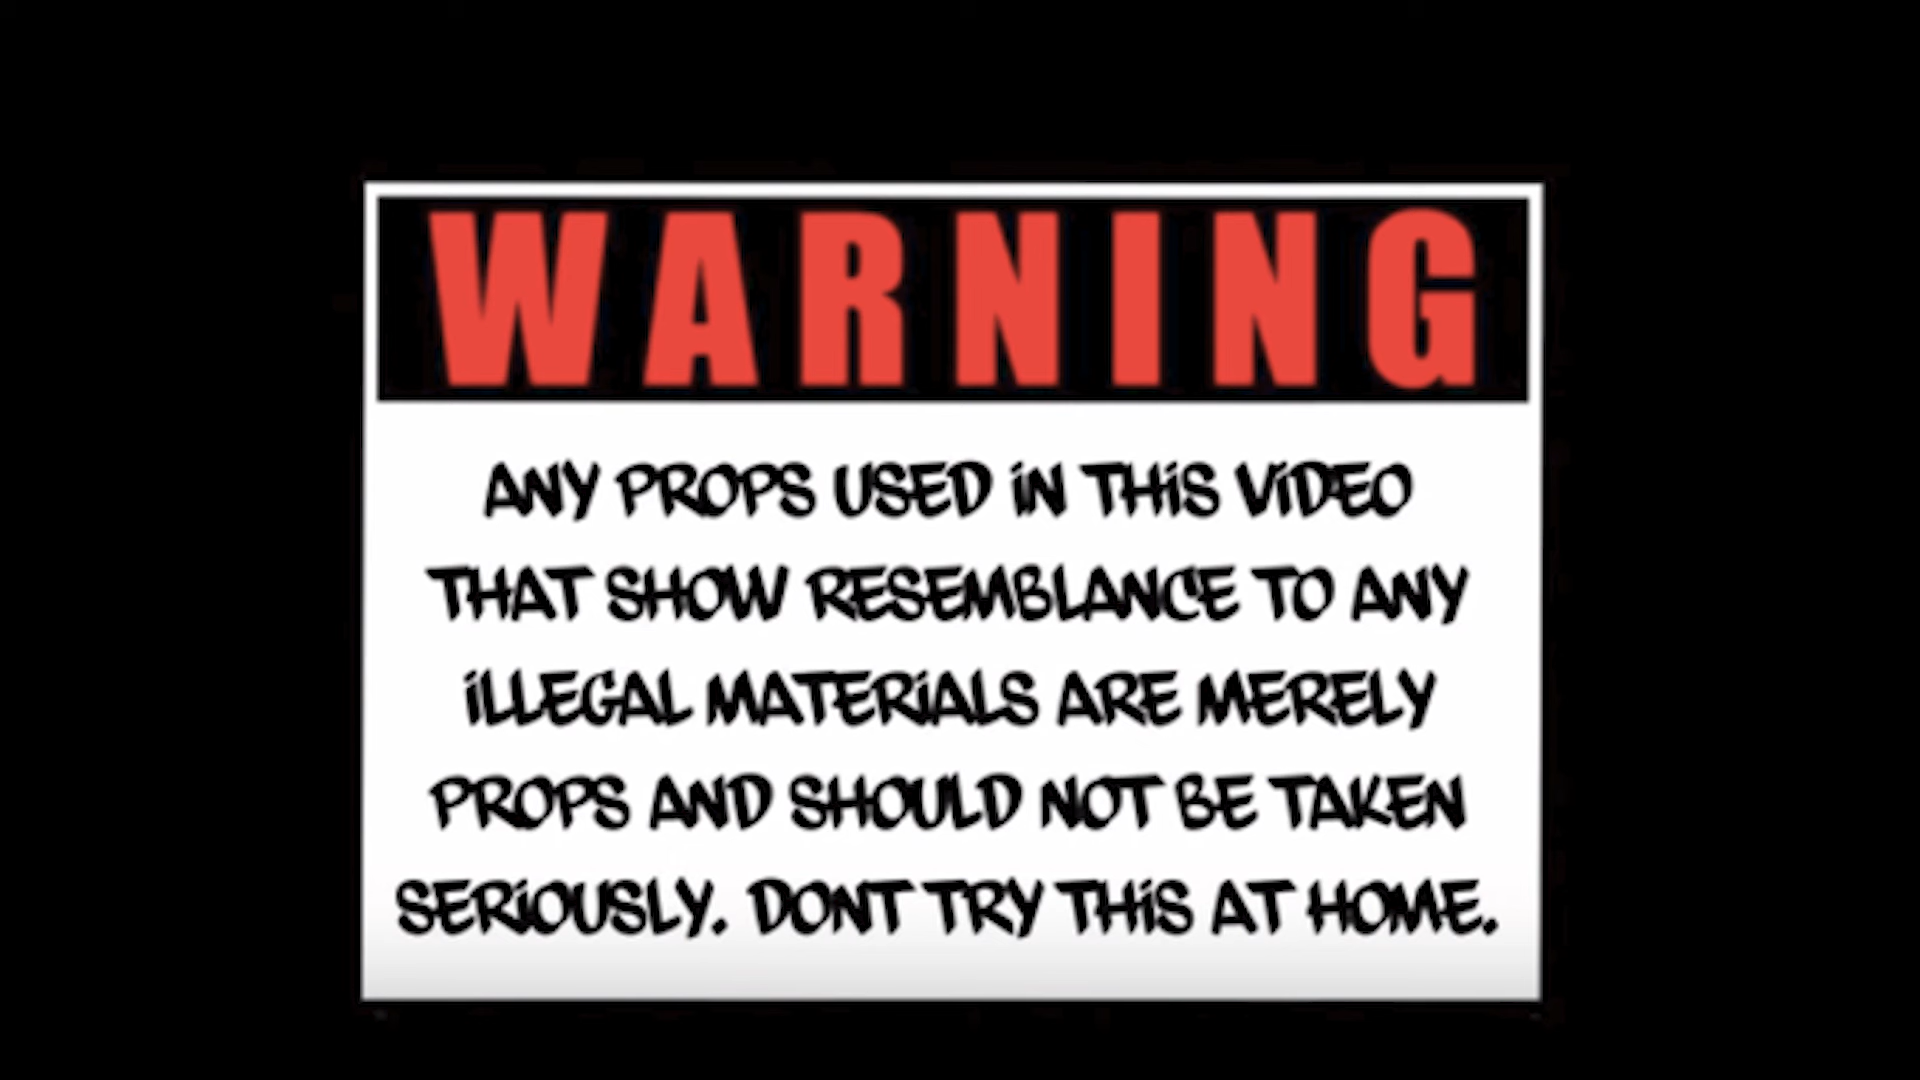 WARNING
ANY PROPS USED iN THiS ViDEO
THAT SHOW RESEMBLANCE TO ANY
iLLEGAL MATERiALS ARE MERELY
PROPS AND SHOULD NOT BE TAKEN
SERiOUSLY. DONT TRY THiS AT HOME.